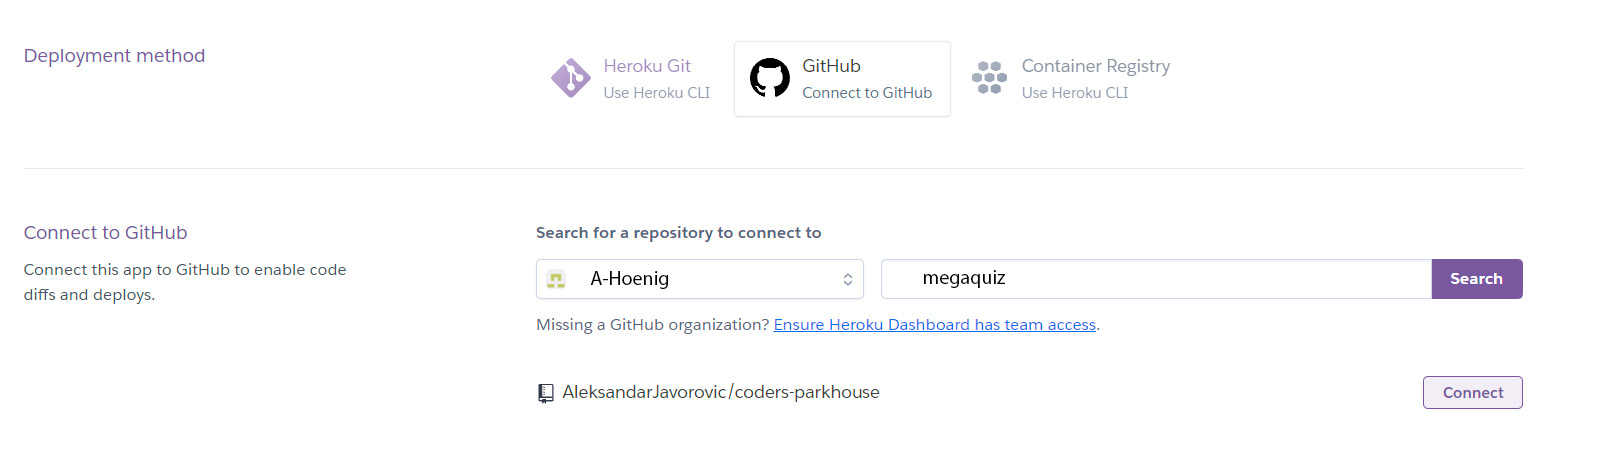 Deployment method
Heroku Git
Use Heroku CLI
GitHub
Connect to GitHub
Container Registry
Use Heroku CLI
Connect to GitHub
Connect this app to GitHub to enable code
diffs and deploys.
Search for a repository to connect to
A-Hoenig
megaquiz
Search
Missing a GitHub organization? Ensure Heroku Dashboard has team access.
AleksandarJavorovic/coders-parkhouse
Connect